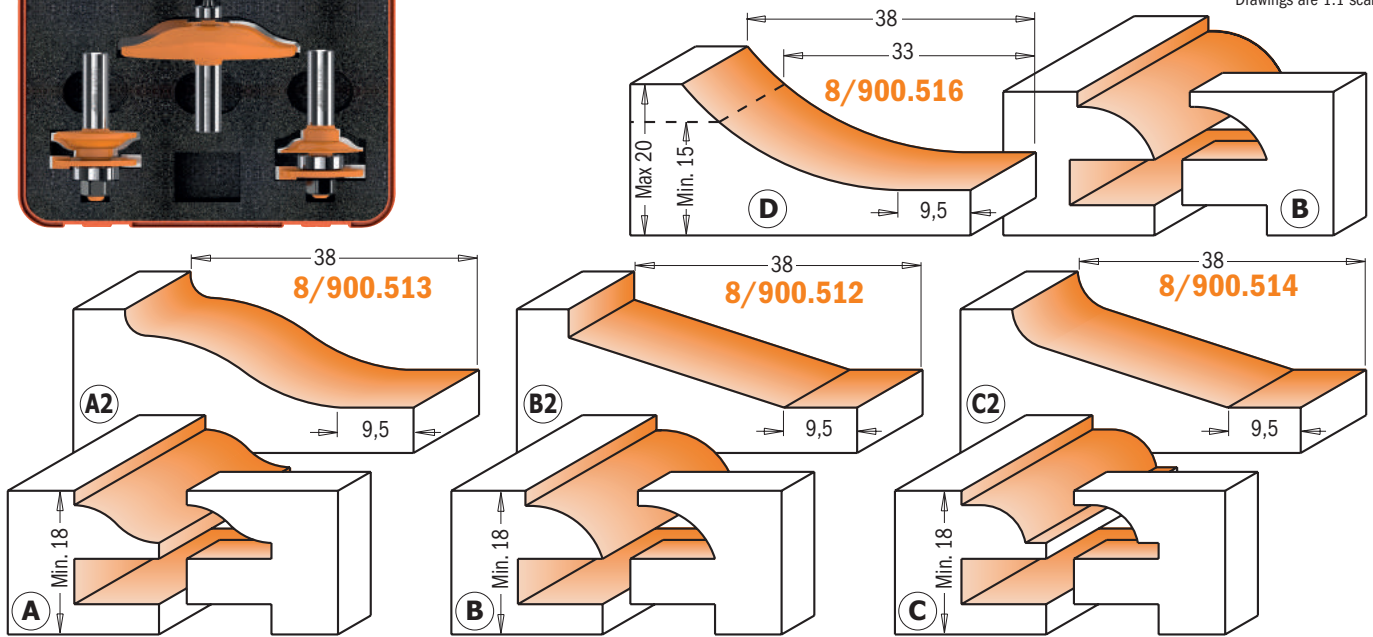 Drawings are 1:1 scal
38
33
8/900.516
Max 20
Min. 15
9,5
D
B
38
8/900.513
A2
9,5
38
8/900.512
B2
9,5
38
8/900.514
C2
9,5
Min. 18
A
Min. 18
B
Min. 18
C